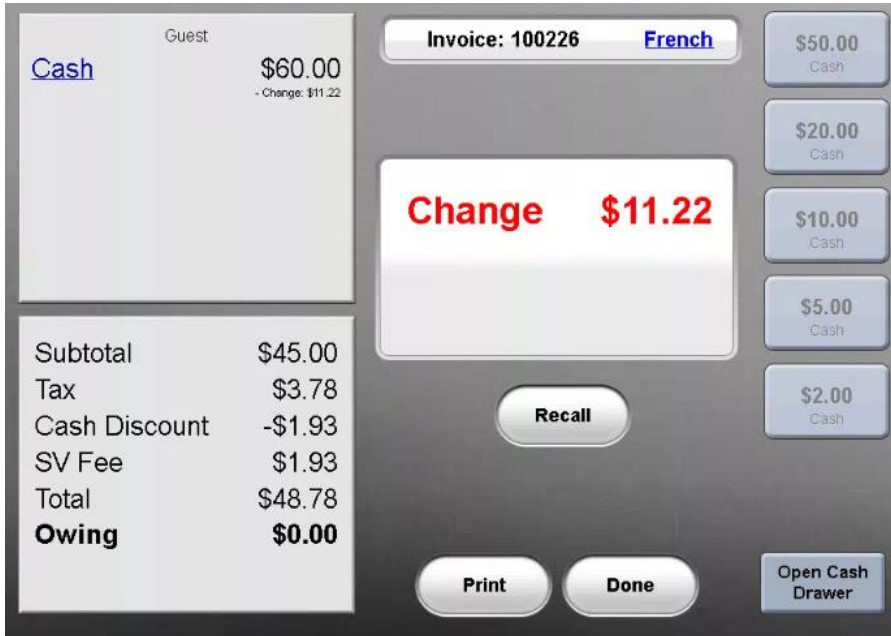 Guest
Cash $60.00
- Change: $11.22
Subtotal $45.00
Tax $3.78
Cash Discount -$1.93
SV Fee $1.93
Total $48.78
Owing $0.00
Invoice: 100226 French
Change $11.22
Recall
Print Done
$50.00
Cash
$20.00
Cash
$10.00
Cash
$5.00
Cash
$2.00
Cash
Open Cash
Drawer